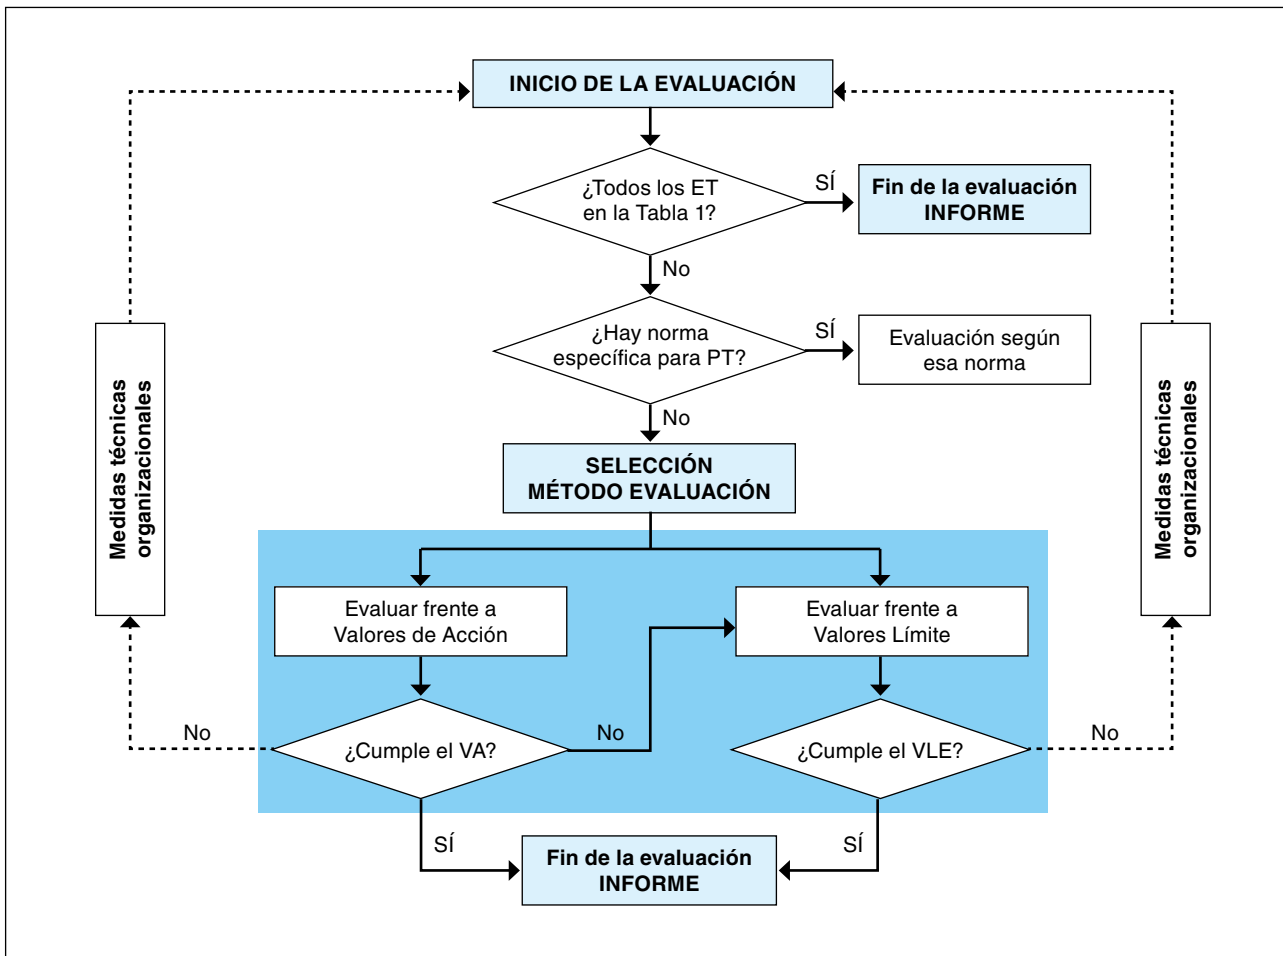 INICIO DE LA EVALUACIÓN
¿Todos los ET
en la Tabla 1?
SÍ
Fin de la evaluación
INFORME
No
¿Hay norma
específica para PT?
SÍ
Evaluación según
esa norma
No
SELECCIÓN
MÉTODO EVALUACIÓN
Medidas técnicas
organizacionales
Medidas técnicas
organizacionales
Evaluar frente a
Valores de Acción
Evaluar frente a
Valores Límite
No
¿Cumple el VA?
No
¿Cumple el VLE?
No
SÍ
SÍ
Fin de la evaluación
INFORME